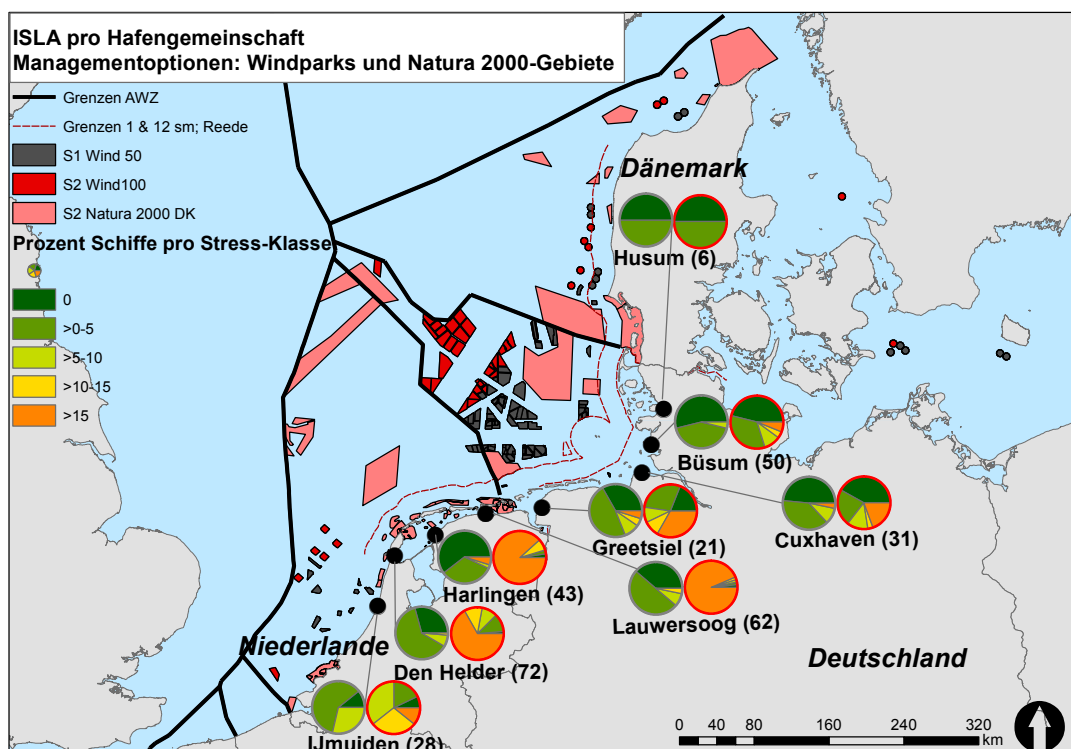 ISLA pro Hafengemeinschaft
Managementoptionen: Windparks und Natura 2000-Gebiete
Grenzen AWZ
Grenzen 1 & 12 sm; Reede
S1 Wind 50
S2 Wind100
S2 Natura 2000 DK
Prozent Schiffe pro Stress-Klasse
0
>0-5
>5-10
>10-15
>15
Dänemark
Husum (6)
Büsum (50)
Cuxhaven (31)
Greetsiel (21)
Harlingen (43)
Lauwersoog (62)
Niederlande
Den Helder (72)
Deutschland
IJmuiden (28)
0 40 80 160 240 320
km